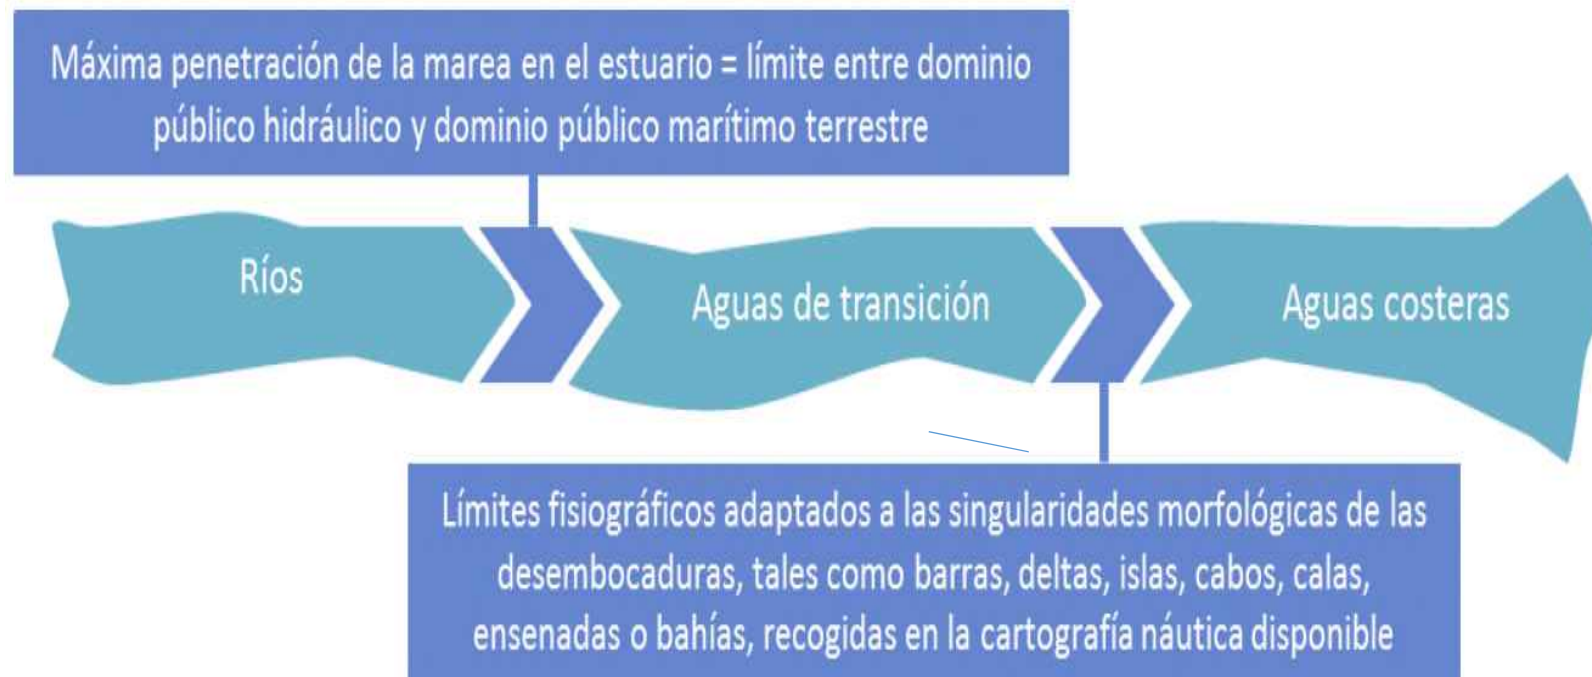 Máxima penetración de la marea en el estuario = límite entre dominio
público hidráulico y dominio público marítimo terrestre
Ríos
Aguas de transición
Aguas costeras
Límites fisiográficos adaptados a las singularidades morfológicas de las
desembocaduras, tales como barras, deltas, islas, cabos, calas,
ensenadas o bahías, recogidas en la cartografía náutica disponible